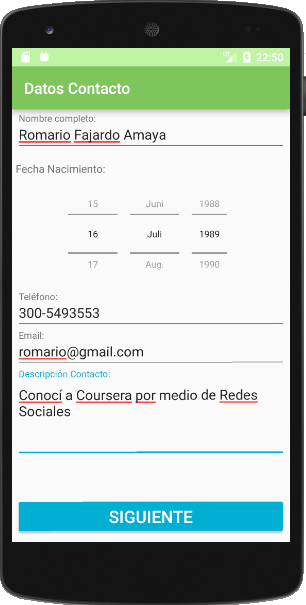 22:50
Datos Contacto
Nombre completo:
Romario Fajardo Amaya
Fecha Nacimiento:
15 Juni 1988
16 Juli 1989
17 Aug. 1990
Teléfono:
300-5493553
Email:
romario@gmail.com
Descripción Contacto:
Conocí a Coursera por medio de Redes
Sociales
SIGUIENTE